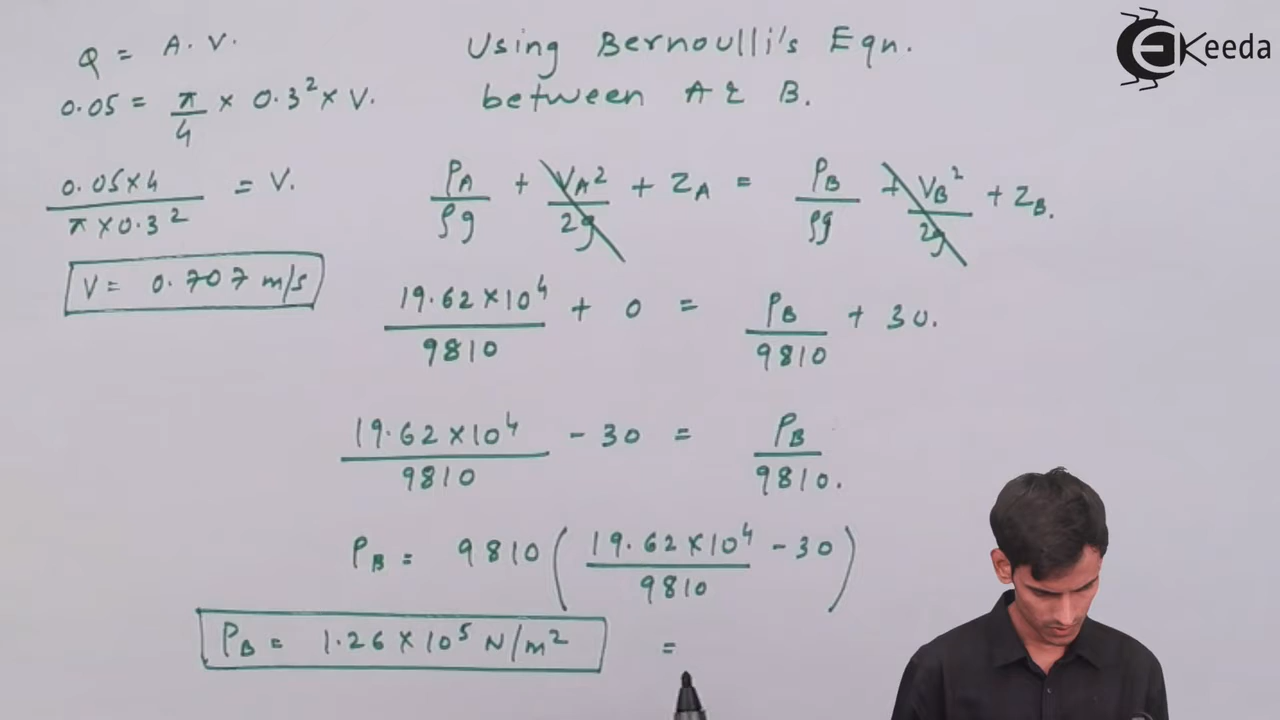 Q = A. V.
0.05 = π/4 × 0.3² × V.
0.05×4 / π×0.3² = V.
V = 0.707 m/s
Using Bernoulli's Eqn.
between A & B.
PA/ρg + VA²/2g + ZA = PB/ρg + VB²/2g + ZB.
19.62×10⁴/9810 + 0 = PB/9810 + 30.
19.62×10⁴/9810 - 30 = PB/9810.
PB = 9810 (19.62×10⁴/9810 - 30)
PB = 1.26×10⁵ N/m² =
EKeeda